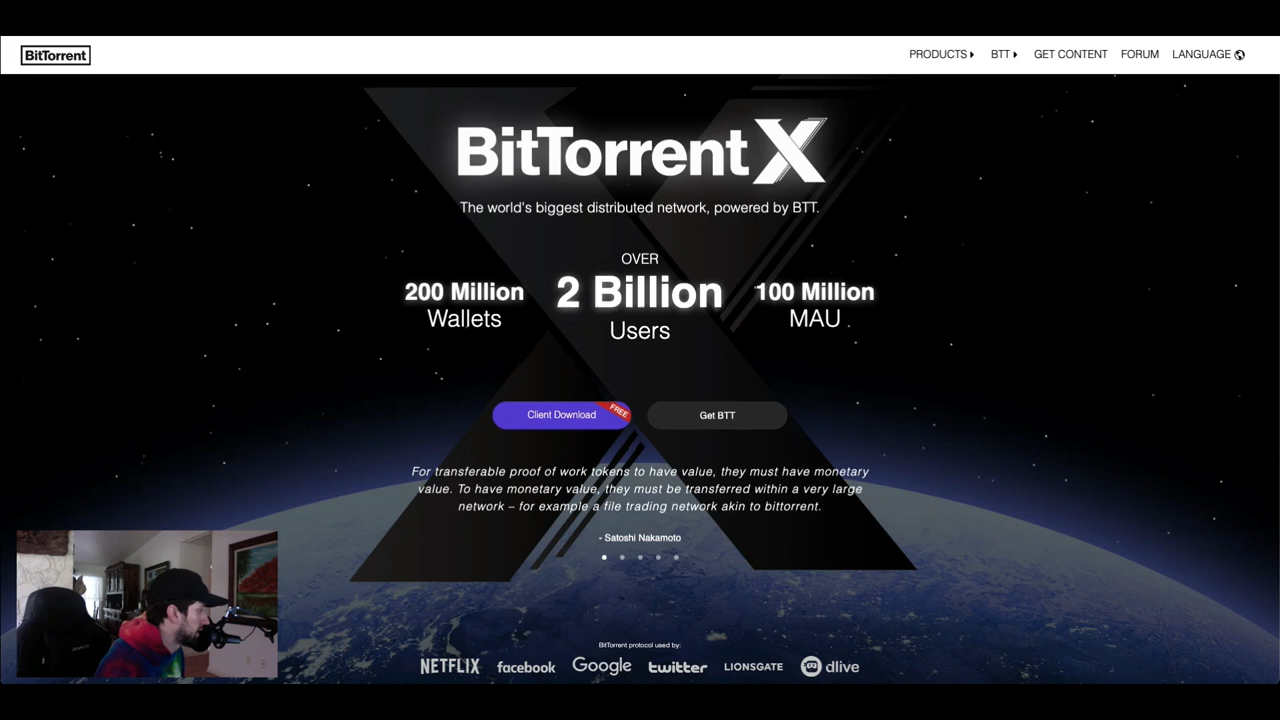 BitTorrent
PRODUCTS
BTT
GET CONTENT
FORUM
LANGUAGE
BitTorrent X
The world's biggest distributed network, powered by BTT.
200 Million
Wallets
OVER
2 Billion
Users
100 Million
MAU
Client Download
FREE
Get BTT
For transferable proof of work tokens to have value, they must have monetary
value. To have monetary value, they must be transferred within a very large
network – for example a file trading network akin to bittorrent.
- Satoshi Nakamoto
BitTorrent protocol used by:
NETFLIX facebook Google twitter LIONSGATE dlive